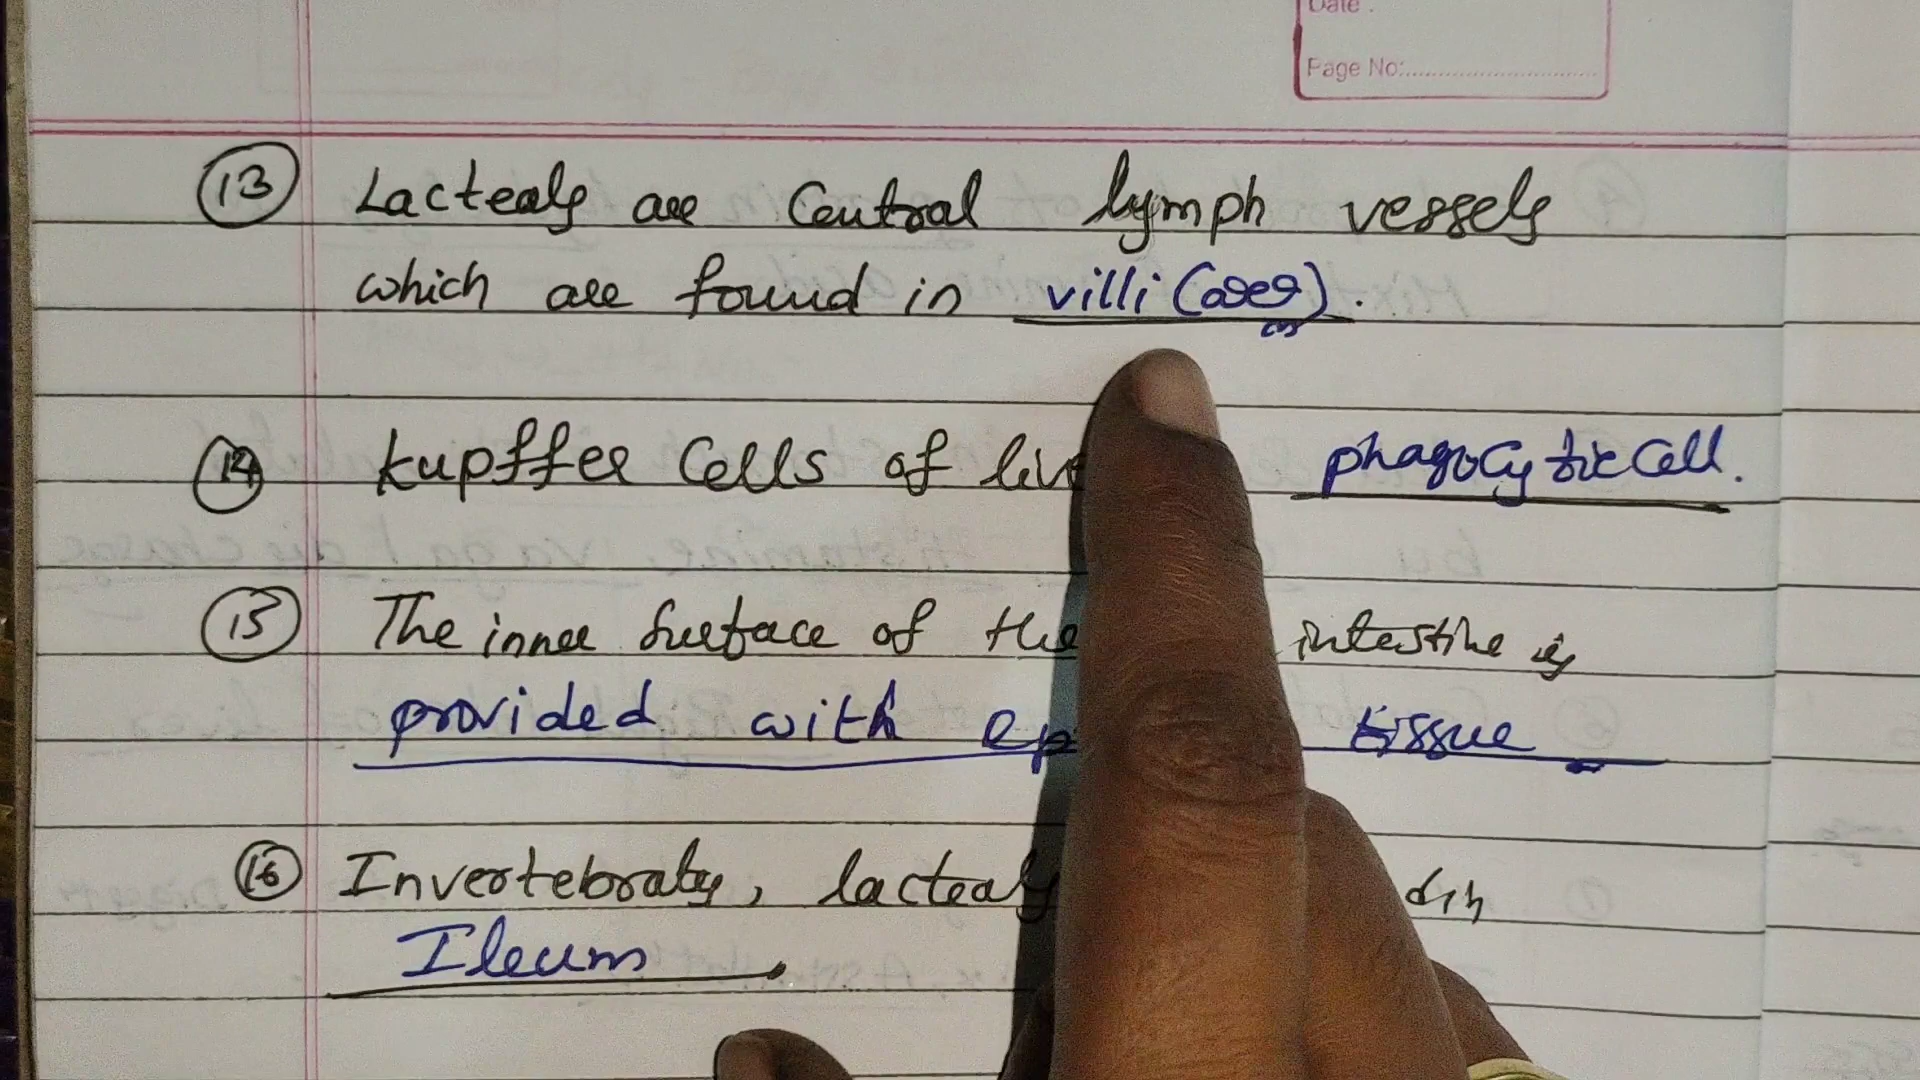 Date.
Page No:
13 Lacteals are Central lymph vessels
which are found in villi (area).
14 Kupffer Cells of liv phagocytic Cell.
15 The inner Surface of the intestine is
provided with ep tissue
16 Invertebrates, lacteals d in
Ileum.